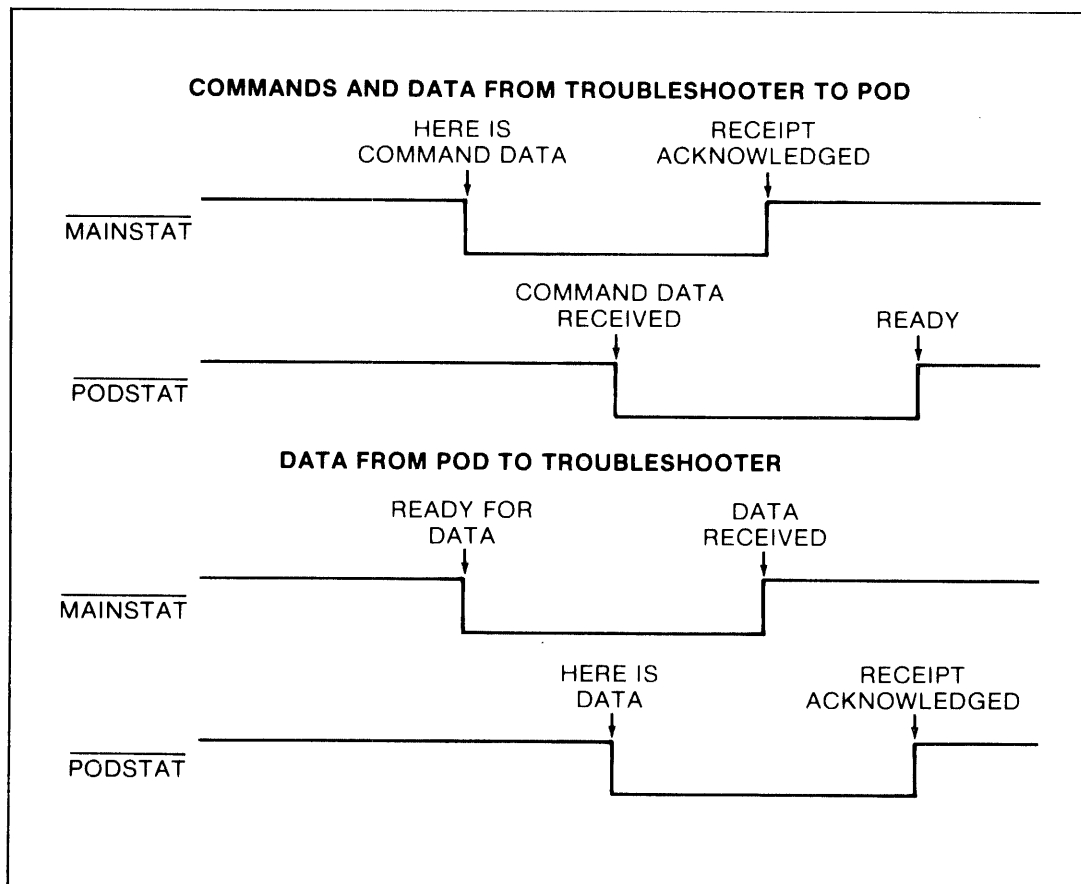 COMMANDS AND DATA FROM TROUBLESHOOTER TO POD
HERE IS
COMMAND DATA
RECEIPT
ACKNOWLEDGED
MAINSTAT
COMMAND DATA
RECEIVED
READY
PODSTAT
DATA FROM POD TO TROUBLESHOOTER
READY FOR
DATA
DATA
RECEIVED
MAINSTAT
HERE IS
DATA
RECEIPT
ACKNOWLEDGED
PODSTAT